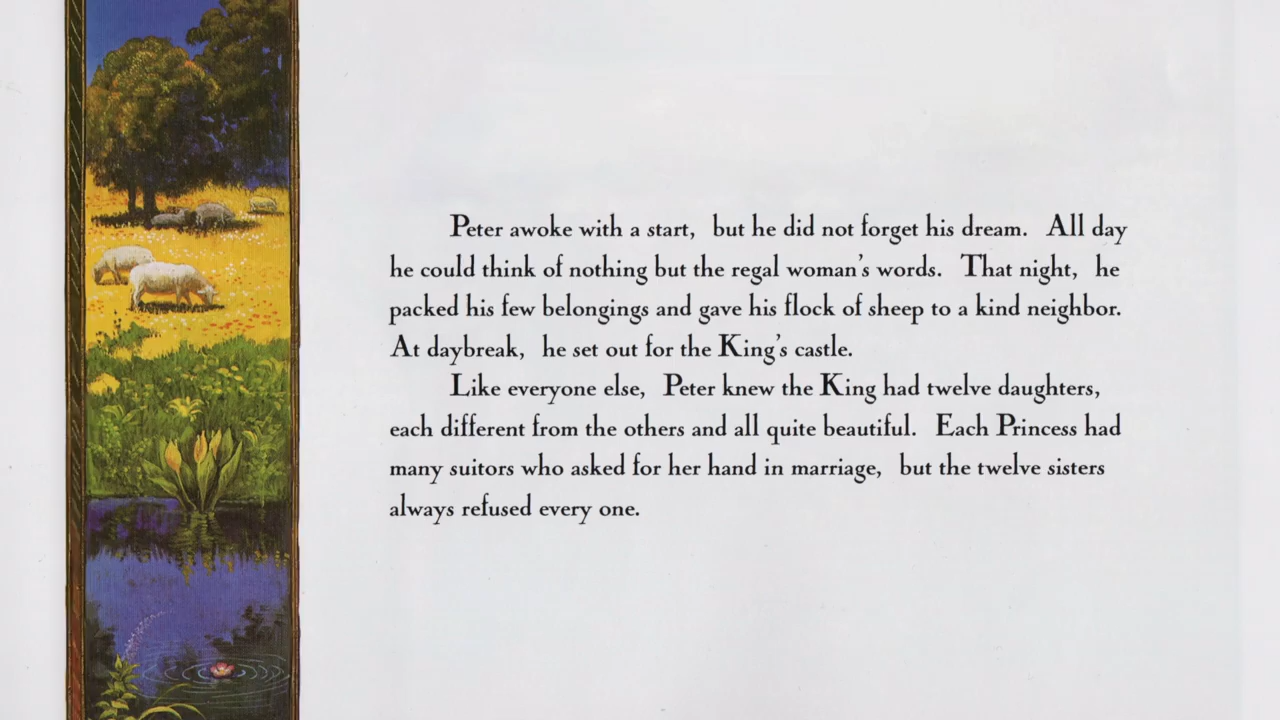 Peter awoke with a start, but he did not forget his dream. All day
he could think of nothing but the regal woman's words. That night, he
packed his few belongings and gave his flock of sheep to a kind neighbor.
At daybreak, he set out for the King's castle.
Like everyone else, Peter knew the King had twelve daughters,
each different from the others and all quite beautiful. Each Princess had
many suitors who asked for her hand in marriage, but the twelve sisters
always refused every one.